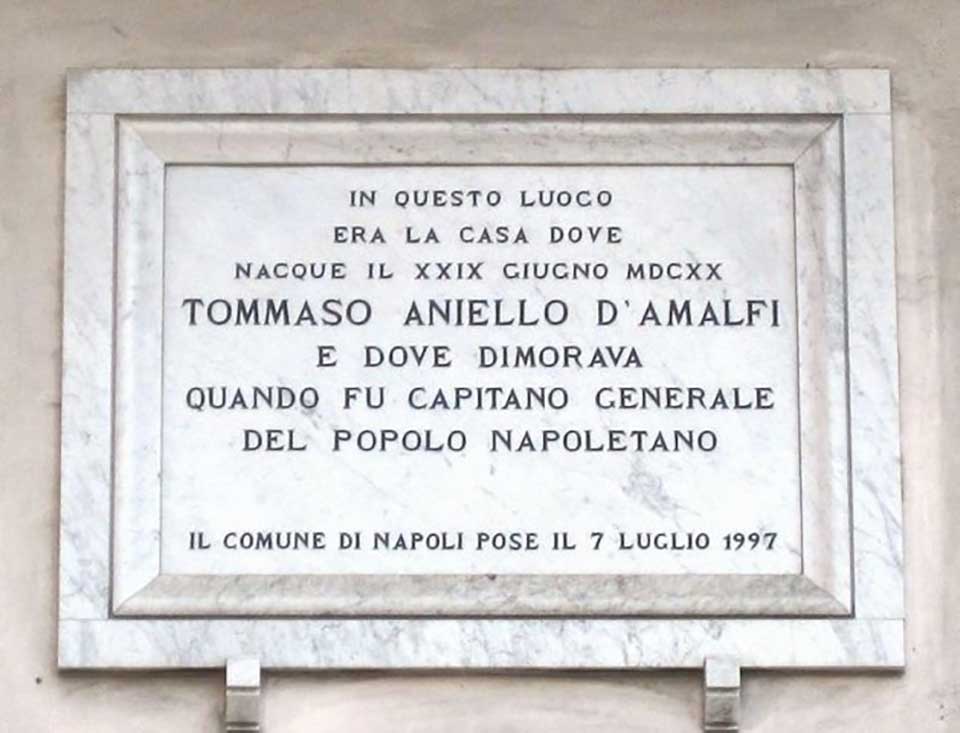 IN QUESTO LUOGO
ERA LA CASA DOVE
NACQUE IL XXIX GIUGNO MDCXX
TOMMASO ANIELLO D'AMALFI
E DOVE DIMORAVA
QUANDO FU CAPITANO GENERALE
DEL POPOLO NAPOLETANO
IL COMUNE DI NAPOLI POSE IL 7 LUGLIO 1997